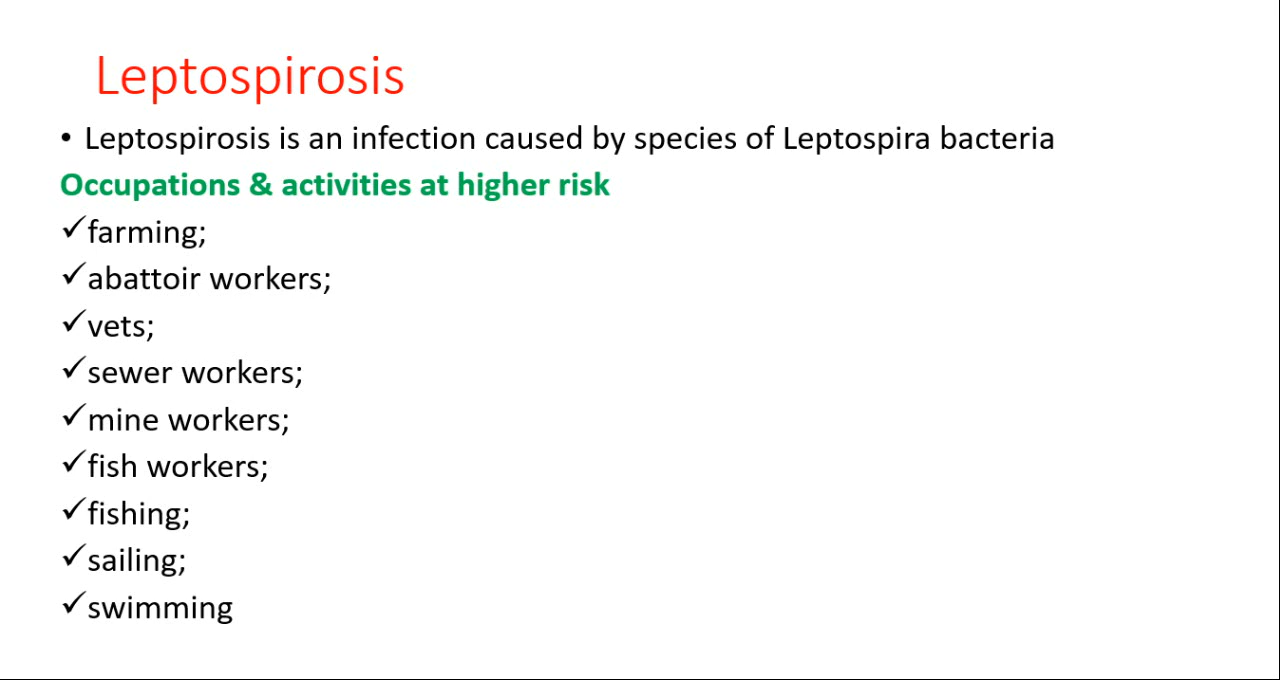 Leptospirosis
• Leptospirosis is an infection caused by species of Leptospira bacteria
Occupations & activities at higher risk
✓farming;
✓abattoir workers;
✓vets;
✓sewer workers;
✓mine workers;
✓fish workers;
✓fishing;
✓sailing;
✓swimming